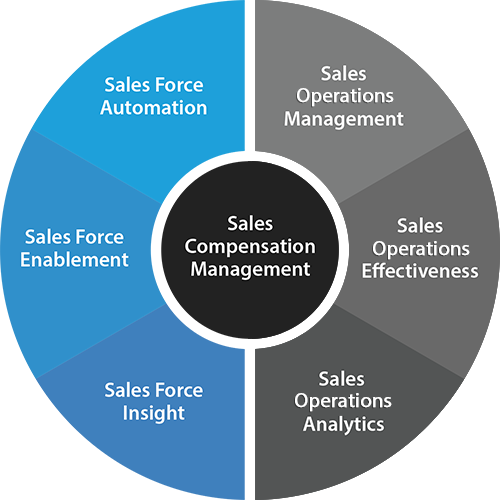 Sales Force
Automation
Sales
Operations
Management
Sales Force
Enablement
Sales
Compensation
Management
Sales
Operations
Effectiveness
Sales Force
Insight
Sales
Operations
Analytics